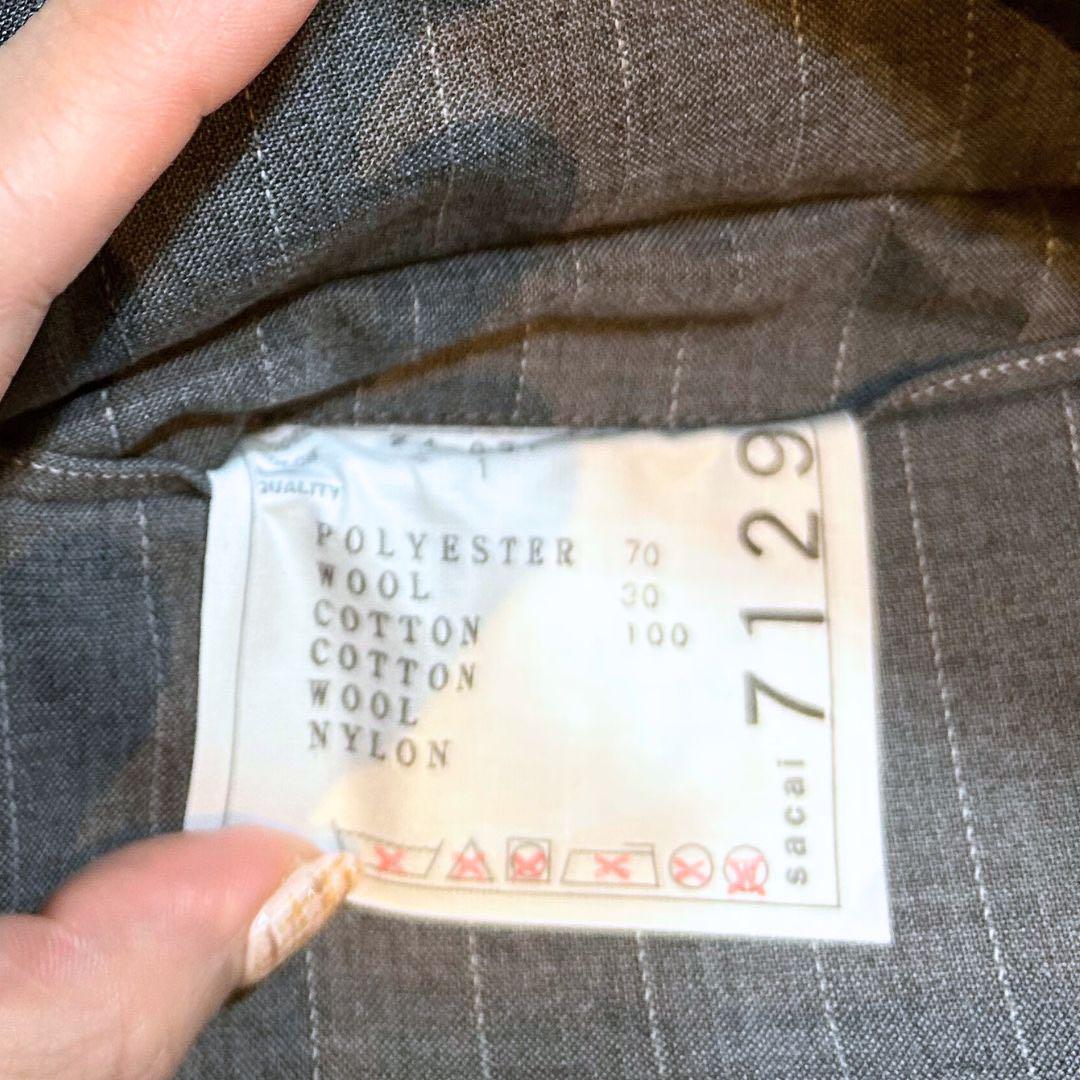 QUALITY
POLYESTER 70
WOOL 30
COTTON 100
COTTON
WOOL
NYLON
7129
sacai